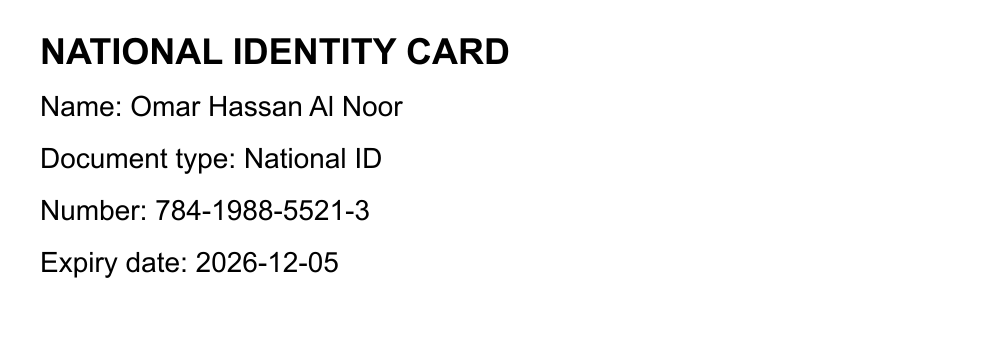 NATIONAL IDENTITY CARD
Name: Omar Hassan Al Noor
Document type: National ID
Number: 784-1988-5521-3
Expiry date: 2026-12-05